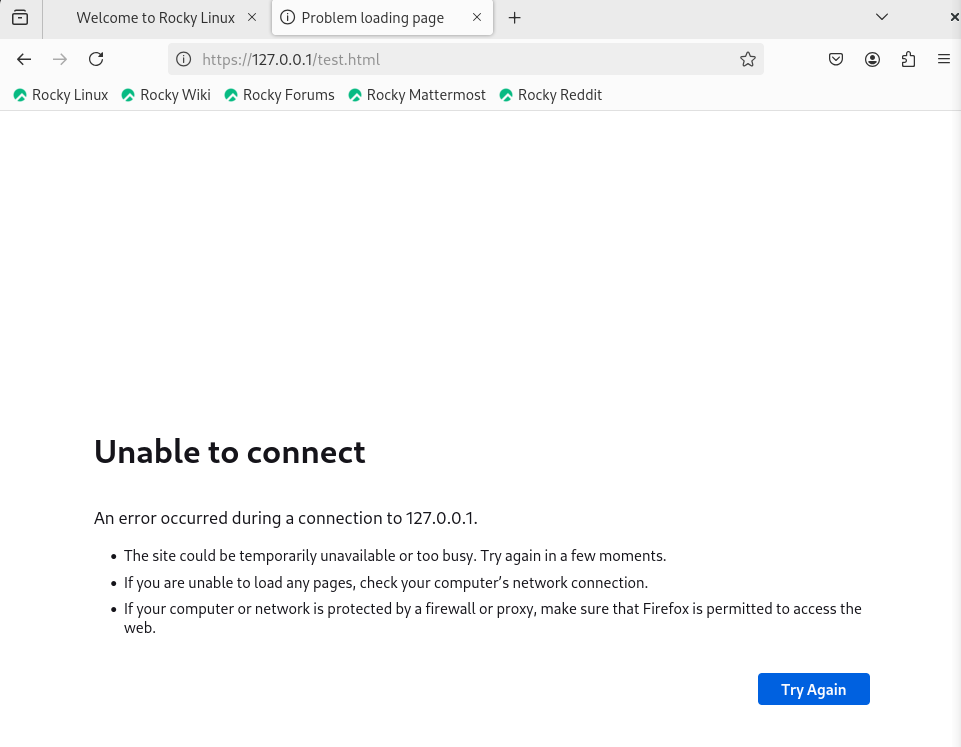 Welcome to Rocky Linux
Problem loading page
https://127.0.0.1/test.html
Rocky Linux Rocky Wiki Rocky Forums Rocky Mattermost Rocky Reddit
Unable to connect
An error occurred during a connection to 127.0.0.1.
• The site could be temporarily unavailable or too busy. Try again in a few moments.
• If you are unable to load any pages, check your computer’s network connection.
• If your computer or network is protected by a firewall or proxy, make sure that Firefox is permitted to access the
web.
Try Again